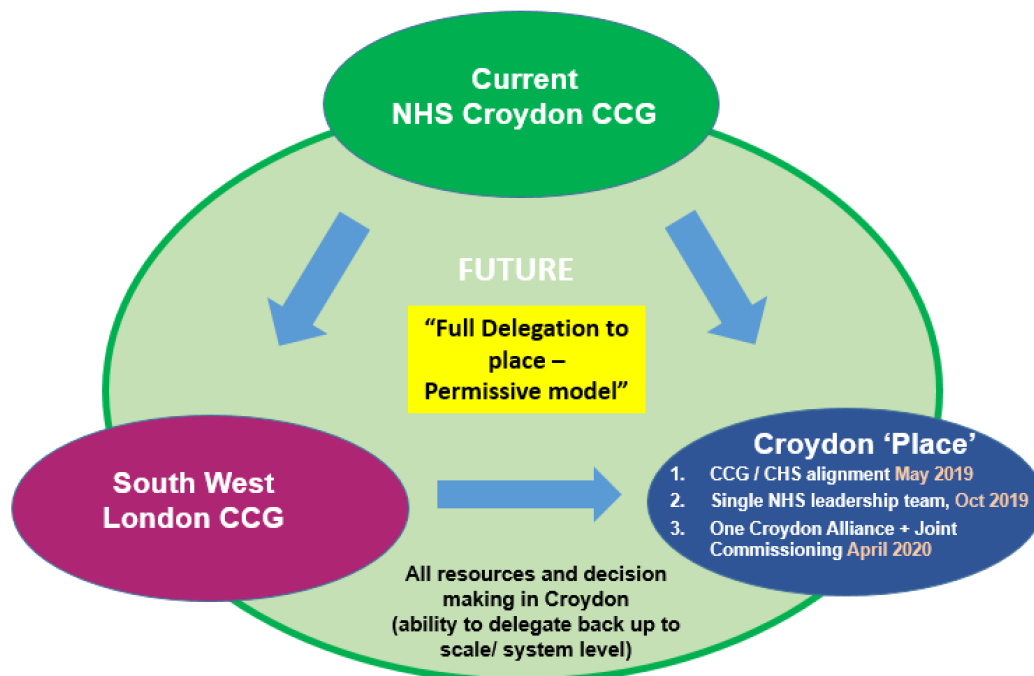 Current
NHS Croydon CCG
FUTURE
“Full Delegation to
place –
Permissive model”
South West
London CCG
Croydon ‘Place’
1. CCG / CHS alignment May 2019
2. Single NHS leadership team, Oct 2019
3. One Croydon Alliance + Joint
Commissioning April 2020
All resources and decision
making in Croydon
(ability to delegate back up to
scale/ system level)